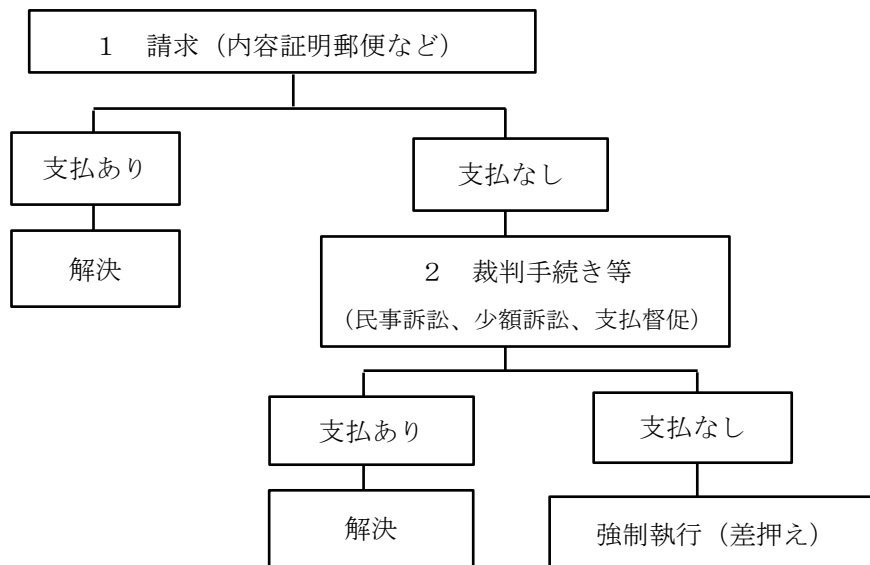 １　請求（内容証明郵便など）
支払あり
支払なし
解決
２　裁判手続き等
（民事訴訟、少額訴訟、支払督促）
支払あり
支払なし
解決
強制執行（差押え）